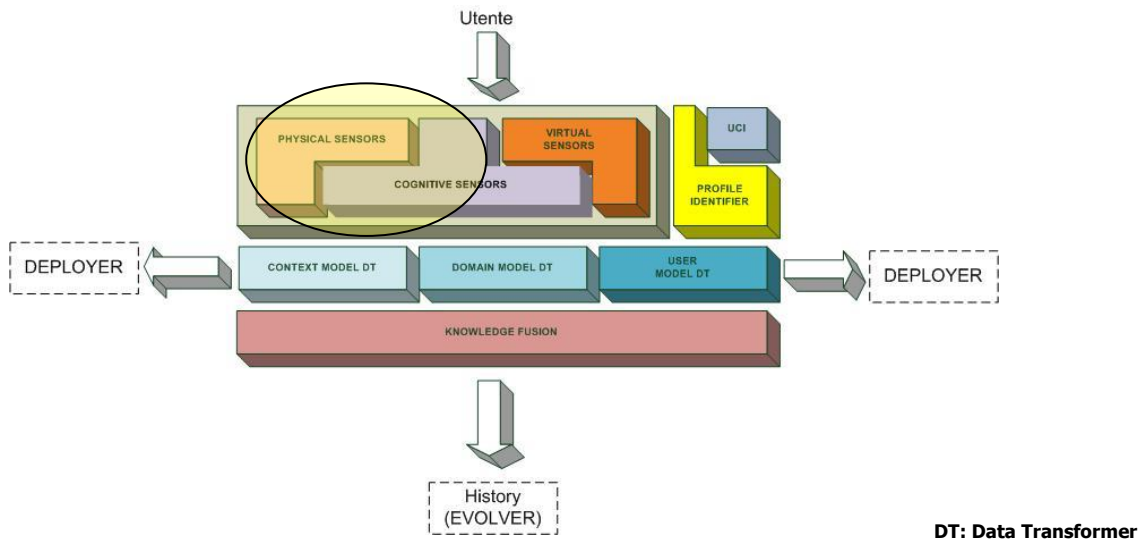 Utente
PHYSICAL SENSORS
VIRTUAL
SENSORS
COGNITIVE SENSORS
UCI
PROFILE
IDENTIFIER
DEPLOYER
CONTEXT MODEL DT
DOMAIN MODEL DT
USER
MODEL DT
DEPLOYER
KNOWLEDGE FUSION
History
(EVOLVER)
DT: Data Transformer